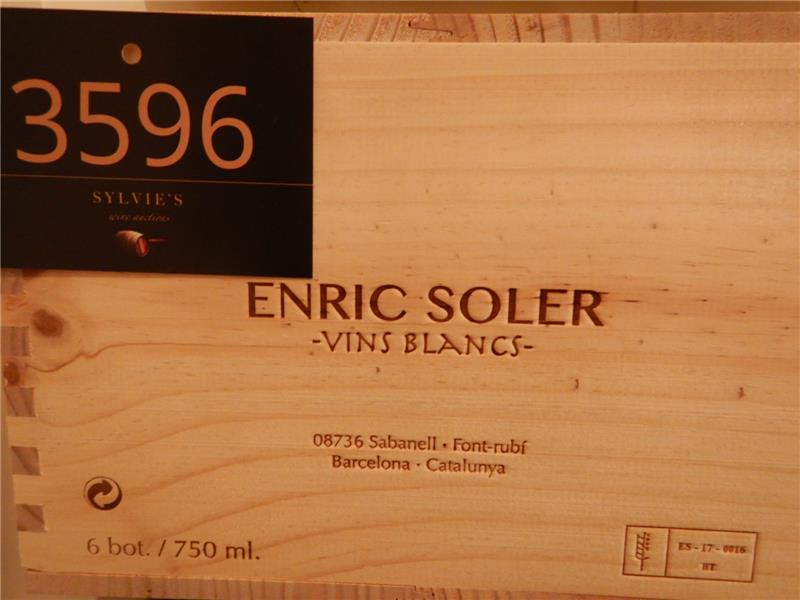 3596
SYLVIE'S
wine auctions
ENRIC SOLER
-VINS BLANCS-
08736 Sabanell · Font-rubí
Barcelona · Catalunya
6 bot. / 750 ml.
ES - 17 - 0016
HT